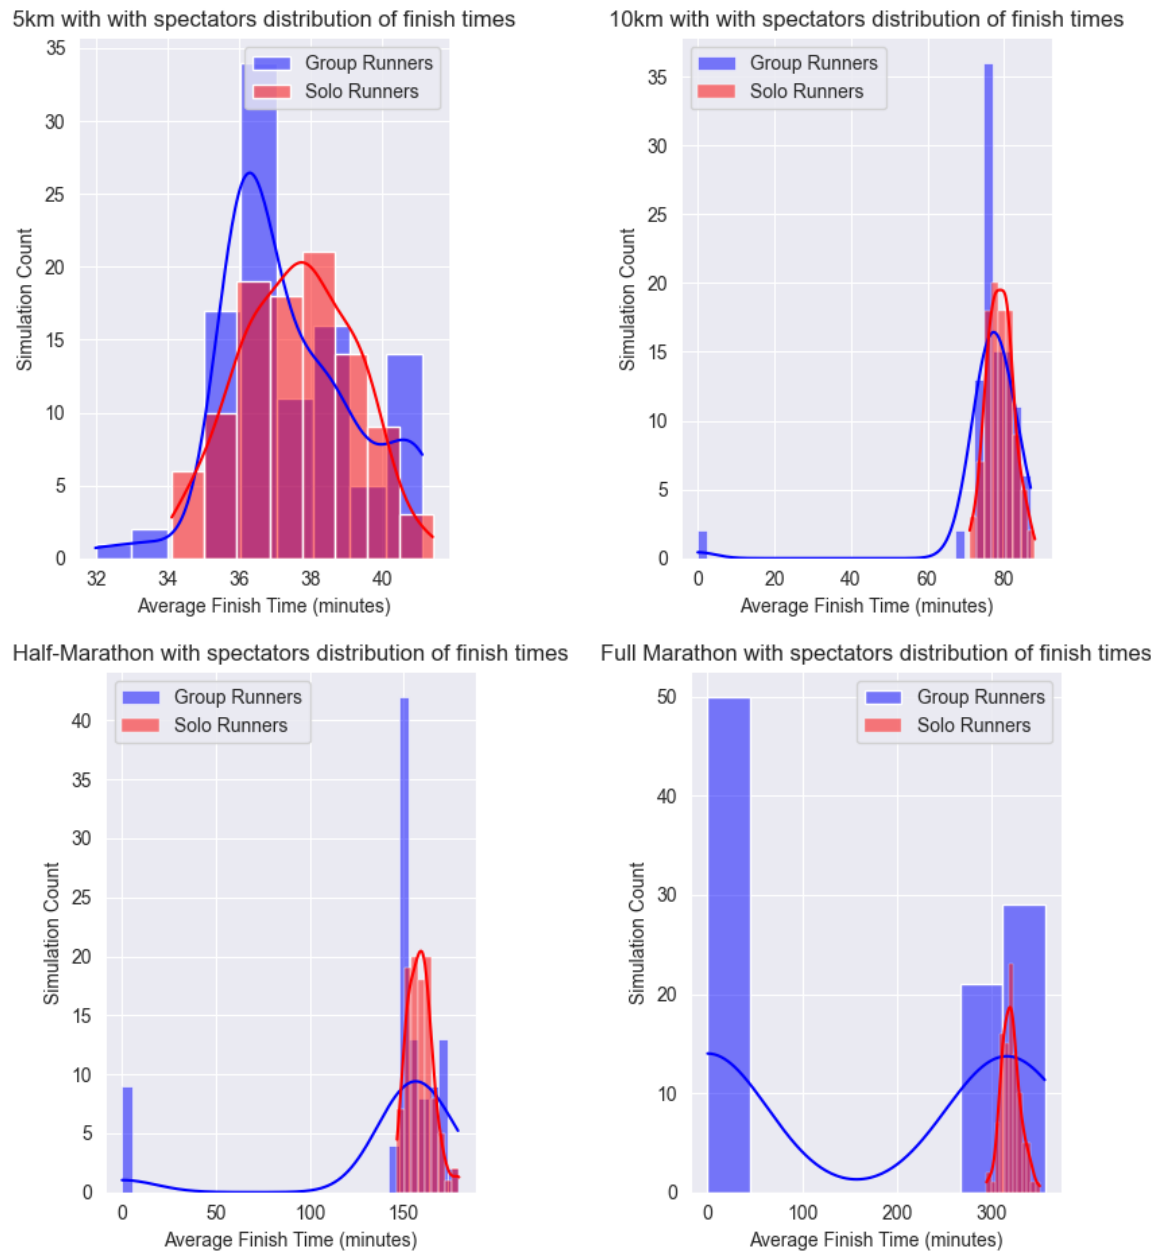 5km with with spectators distribution of finish times
35
30
25
20
15
10
5
0
Simulation Count
Group Runners
Solo Runners
32 34 36 38 40
Average Finish Time (minutes)
10km with with spectators distribution of finish times
35
30
25
20
15
10
5
0
Simulation Count
Group Runners
Solo Runners
0 20 40 60 80
Average Finish Time (minutes)
Half-Marathon with spectators distribution of finish times
40
35
30
25
20
15
10
5
0
Simulation Count
Group Runners
Solo Runners
0 50 100 150
Average Finish Time (minutes)
Full Marathon with spectators distribution of finish times
50
40
30
20
10
0
Simulation Count
Group Runners
Solo Runners
0 100 200 300
Average Finish Time (minutes)